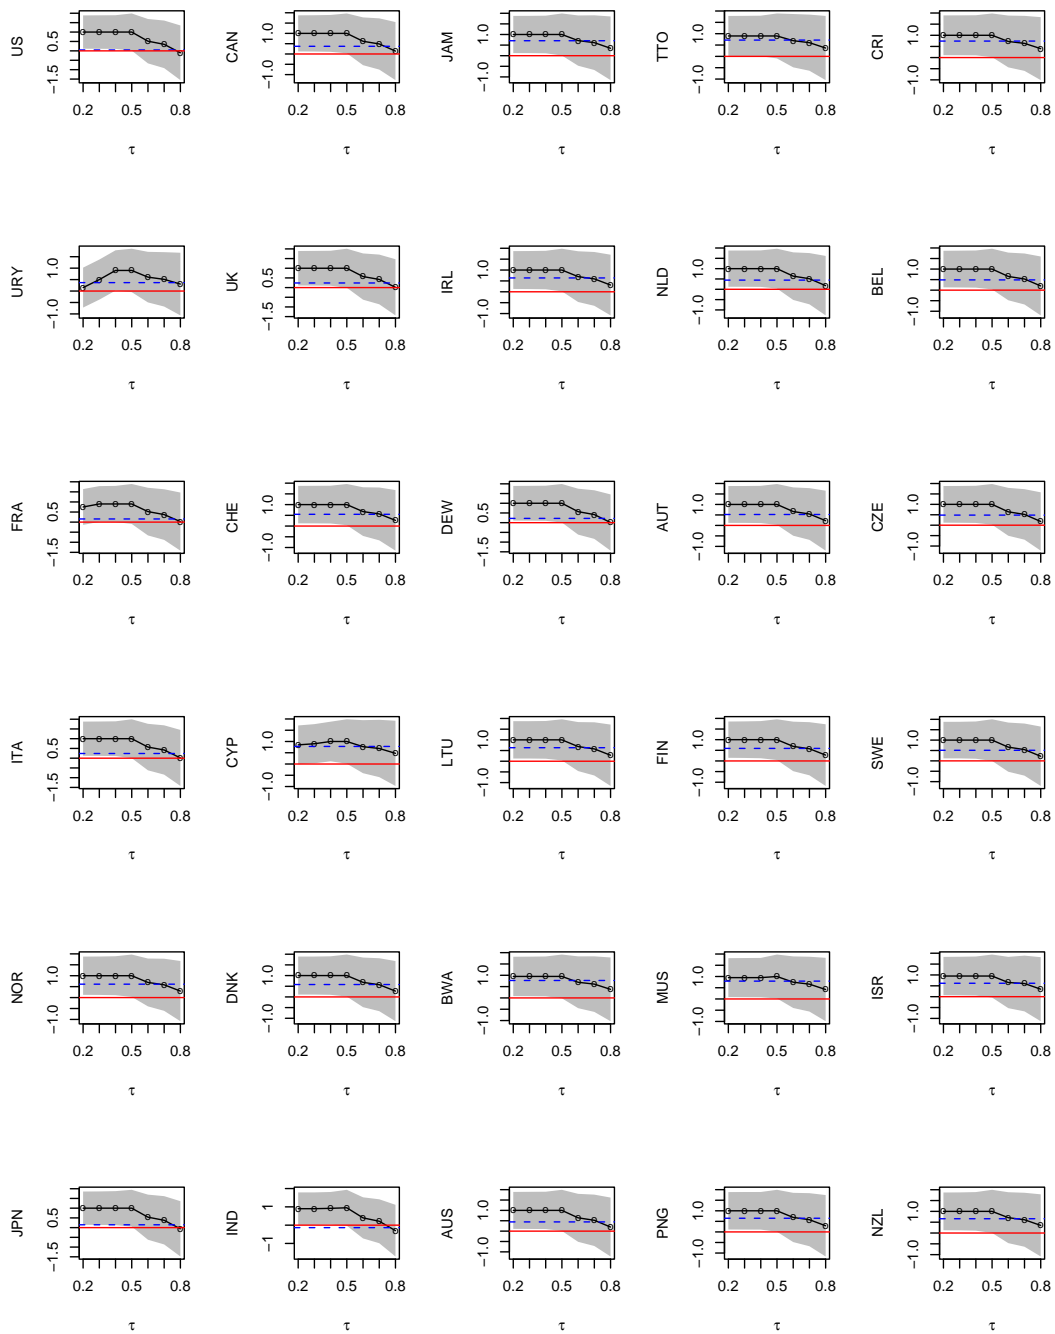 US −1.5 0.5 0.2 0.5 0.8 τ
CAN −1.0 1.0 0.2 0.5 0.8 τ
JAM −1.0 1.0 0.2 0.5 0.8 τ
TTO −1.0 1.0 0.2 0.5 0.8 τ
CRI −1.0 1.0 0.2 0.5 0.8 τ
URY −1.0 1.0 0.2 0.5 0.8 τ
UK −1.5 0.5 0.2 0.5 0.8 τ
IRL −1.0 1.0 0.2 0.5 0.8 τ
NLD −1.0 1.0 0.2 0.5 0.8 τ
BEL −1.0 1.0 0.2 0.5 0.8 τ
FRA −1.5 0.5 0.2 0.5 0.8 τ
CHE −1.0 1.0 0.2 0.5 0.8 τ
DEW −1.5 0.5 0.2 0.5 0.8 τ
AUT −1.0 1.0 0.2 0.5 0.8 τ
CZE −1.0 1.0 0.2 0.5 0.8 τ
ITA −1.5 0.5 0.2 0.5 0.8 τ
CYP −1.0 1.0 0.2 0.5 0.8 τ
LTU −1.0 1.0 0.2 0.5 0.8 τ
FIN −1.0 1.0 0.2 0.5 0.8 τ
SWE −1.0 1.0 0.2 0.5 0.8 τ
NOR −1.0 1.0 0.2 0.5 0.8 τ
DNK −1.0 1.0 0.2 0.5 0.8 τ
BWA −1.0 1.0 0.2 0.5 0.8 τ
MUS −1.0 1.0 0.2 0.5 0.8 τ
ISR −1.0 1.0 0.2 0.5 0.8 τ
JPN −1.5 0.5 0.2 0.5 0.8 τ
IND −1 1 0.2 0.5 0.8 τ
AUS −1.0 1.0 0.2 0.5 0.8 τ
PNG −1.0 1.0 0.2 0.5 0.8 τ
NZL −1.0 1.0 0.2 0.5 0.8 τ